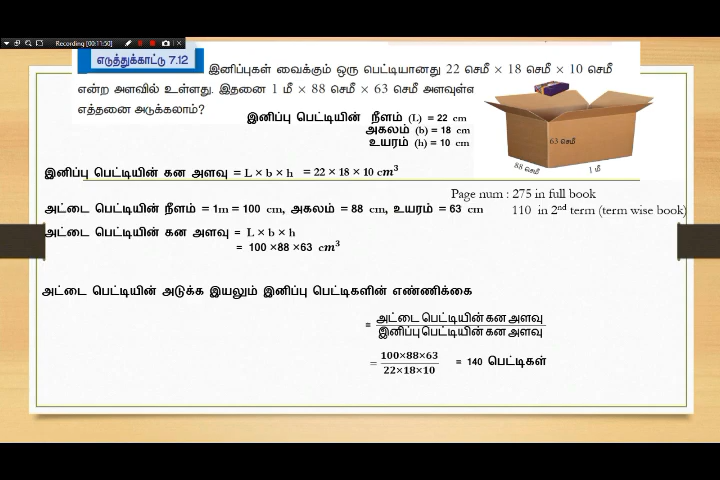 Recording [00:11:50]
எடுத்துக்காட்டு 7.12
இனிப்புகள் வைக்கும் ஒரு பெட்டியானது 22 செமீ × 18 செமீ × 10 செமீ
என்ற அளவில் உள்ளது. இதனை 1 மீ × 88 செமீ × 63 செமீ அளவுள்ள
எத்தனை அடுக்கலாம்?
இனிப்பு பெட்டியின் நீளம் (L) = 22 cm
அகலம் (b) = 18 cm
உயரம் (h) = 10 cm
63 செமீ
88 செமீ
1 மீ
இனிப்பு பெட்டியின் கன அளவு = L × b × h = 22 × 18 × 10 cm³
Page num : 275 in full book
110 in 2nd term (term wise book)
அட்டை பெட்டியின் நீளம் = 1m = 100 cm, அகலம் = 88 cm, உயரம் = 63 cm
அட்டை பெட்டியின் கன அளவு = L × b × h
= 100 ×88 ×63 cm³
அட்டை பெட்டியின் அடுக்க இயலும் இனிப்பு பெட்டிகளின் எண்ணிக்கை
= அட்டை பெட்டியின் கன அளவு
இனிப்பு பெட்டியின் கன அளவு
= 100×88×63 = 140 பெட்டிகள்
22×18×10